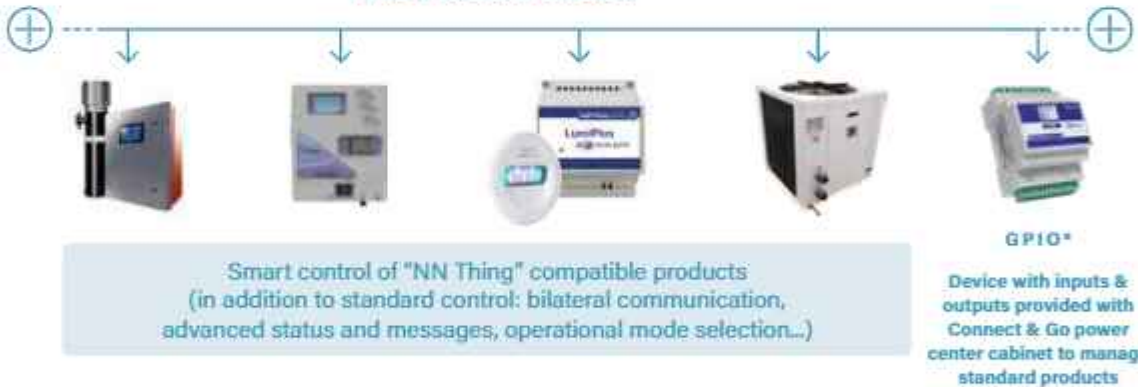 LumiPlus
GPIO*
Smart control of "NN Thing" compatible products
(in addition to standard control: bilateral communication,
advanced status and messages, operational mode selection...)
Device with inputs &
outputs provided with
Connect & Go power
center cabinet to manag
standard products